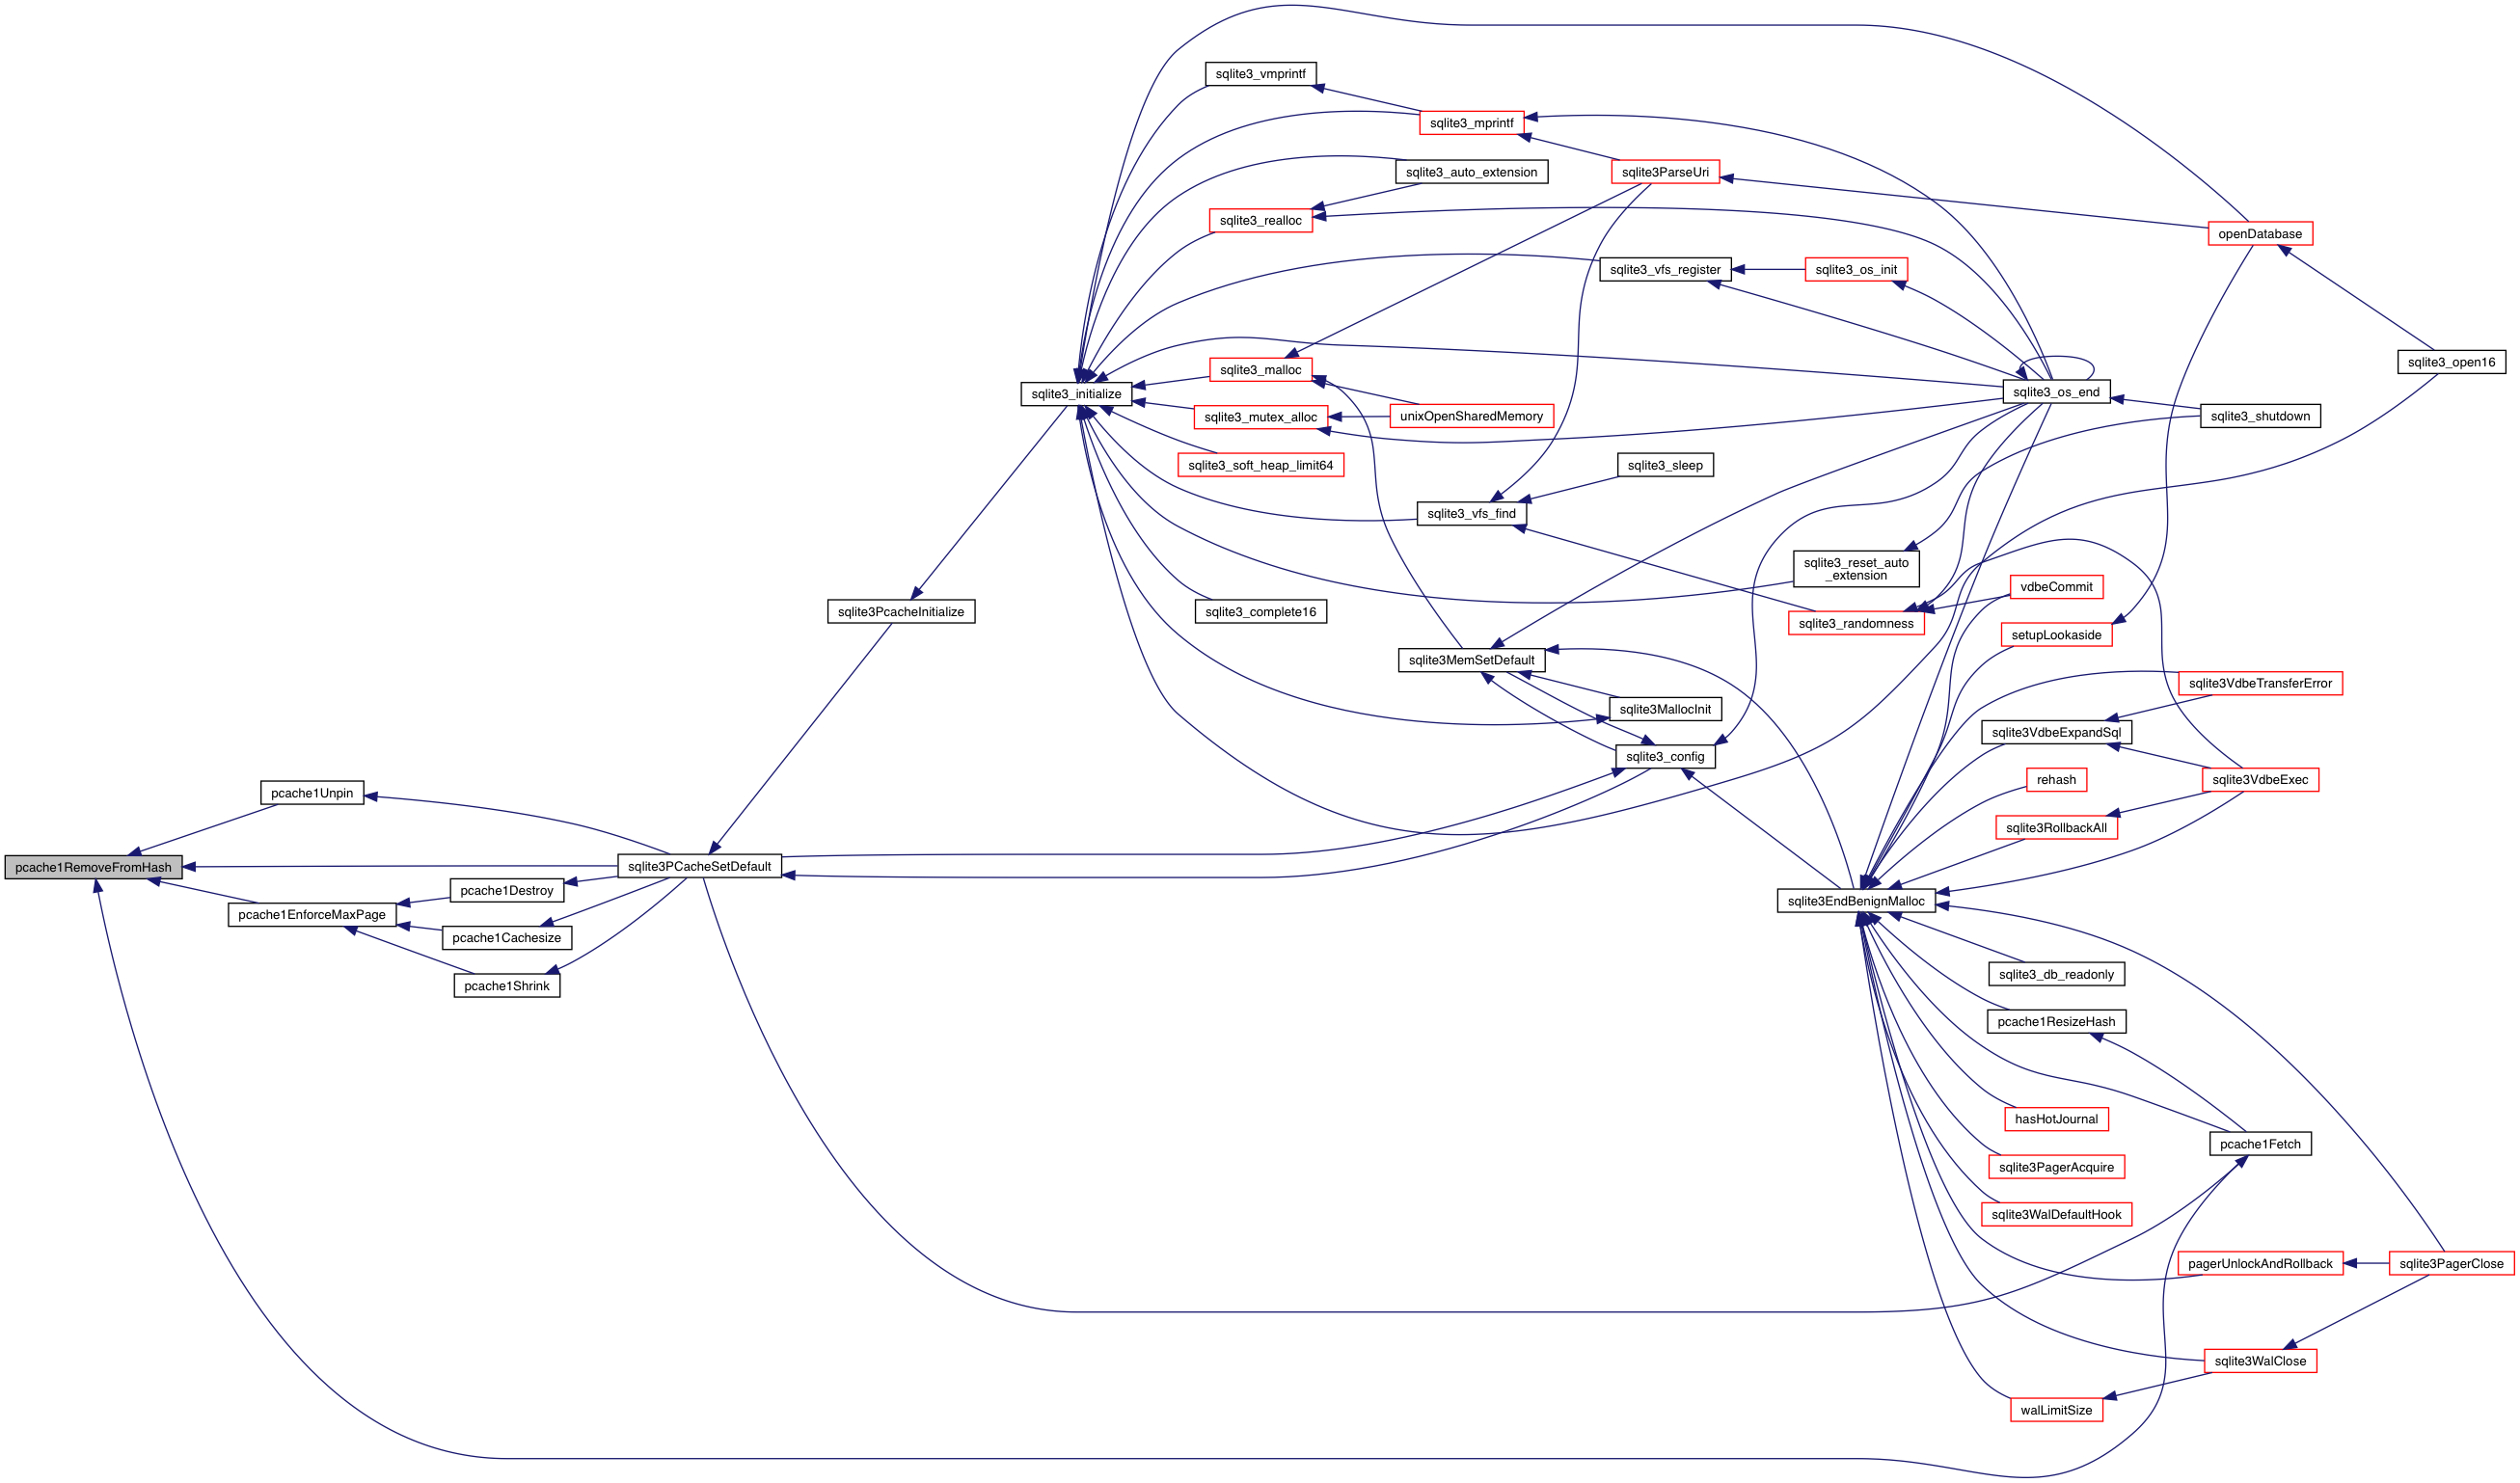 pcache1RemoveFromHash
pcache1Unpin
pcache1EnforceMaxPage
pcache1Destroy
pcache1Cachesize
pcache1Shrink
sqlite3PCacheSetDefault
sqlite3PcacheInitialize
sqlite3_initialize
sqlite3_vmprintf
sqlite3_mprintf
sqlite3_auto_extension
sqlite3_realloc
sqlite3ParseUri
sqlite3_vfs_register
sqlite3_os_init
openDatabase
sqlite3_open16
sqlite3_malloc
sqlite3_mutex_alloc
unixOpenSharedMemory
sqlite3_os_end
sqlite3_shutdown
sqlite3_soft_heap_limit64
sqlite3_sleep
sqlite3_vfs_find
sqlite3_reset_auto
_extension
sqlite3_complete16
sqlite3_randomness
vdbeCommit
setupLookaside
sqlite3MemSetDefault
sqlite3MallocInit
sqlite3_config
sqlite3VdbeTransferError
sqlite3VdbeExpandSql
rehash
sqlite3VdbeExec
sqlite3RollbackAll
sqlite3EndBenignMalloc
sqlite3_db_readonly
pcache1ResizeHash
hasHotJournal
pcache1Fetch
sqlite3PagerAcquire
sqlite3WalDefaultHook
pagerUnlockAndRollback
sqlite3PagerClose
sqlite3WalClose
walLimitSize